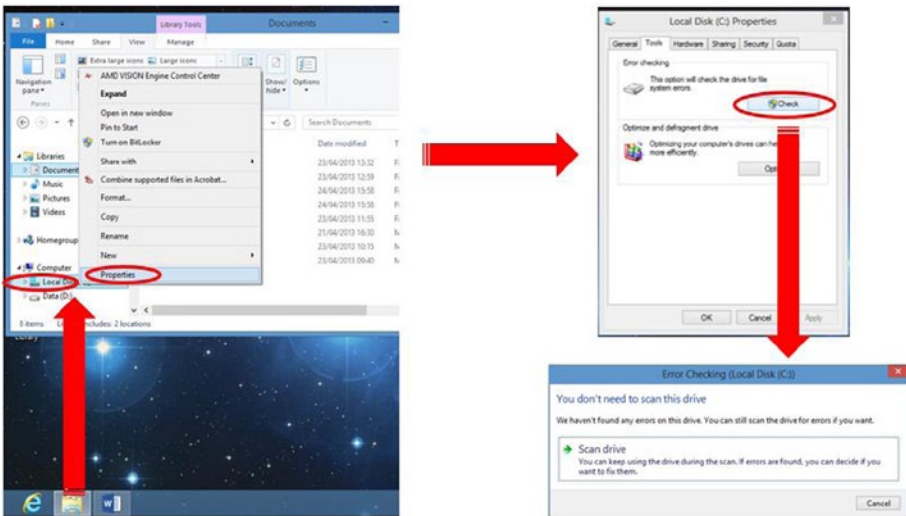 Library Tools
Documents
File Home Share View Manage
Extra large icons Large icons
Navigation pane
Panes
Show/ hide
Options
AMD VISION Engine Control Center
Expand
Open in new window
Pin to Start
Turn on BitLocker
Share with
Combine supported files in Acrobat...
Format...
Copy
Rename
New
Properties
Search Documents
Date modified
23/04/2013 13:32
23/04/2013 12:59
24/04/2013 15:58
24/04/2013 15:58
23/04/2013 11:55
21/04/2013 16:30
23/04/2013 10:15
23/04/2013 09:40
Libraries
Document
Music
Pictures
Videos
Homegroup
Computer
Local
Data (D:)
8 items
includes: 2 locations
Local Disk (C:) Properties
General Tools Hardware Sharing Security Quota
Error checking
This option will check the drive for file
system errors.
Check
Optimize and defragment drive
Optimizing your computer's drives can
more efficiently.
OK Cancel Apply
Error Checking (Local Disk (C:))
You don't need to scan this drive
We haven't found any errors on this drive. You can still scan the drive for errors if you want.
Scan drive
You can keep using the drive during the scan. If errors are found, you can decide if you
want to fix them.
Cancel